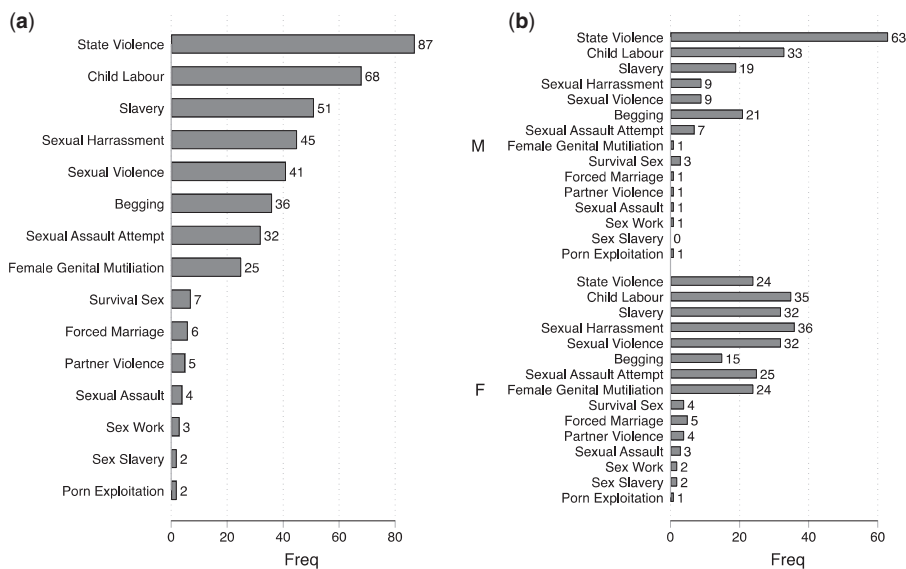 (a)
State Violence 87
Child Labour 68
Slavery 51
Sexual Harrassment 45
Sexual Violence 41
Begging 36
Sexual Assault Attempt 32
Female Genital Mutiliation 25
Survival Sex 7
Forced Marriage 6
Partner Violence 5
Sexual Assault 4
Sex Work 3
Sex Slavery 2
Porn Exploitation 2
0 20 40 60 80
Freq
(b)
M
State Violence 63
Child Labour 33
Slavery 19
Sexual Harrassment 9
Sexual Violence 9
Begging 21
Sexual Assault Attempt 7
Female Genital Mutiliation 1
Survival Sex 3
Forced Marriage 1
Partner Violence 1
Sexual Assault 1
Sex Work 1
Sex Slavery 0
Porn Exploitation 1
F
State Violence 24
Child Labour 35
Slavery 32
Sexual Harrassment 36
Sexual Violence 32
Begging 15
Sexual Assault Attempt 25
Female Genital Mutiliation 24
Survival Sex 4
Forced Marriage 5
Partner Violence 4
Sexual Assault 3
Sex Work 2
Sex Slavery 2
Porn Exploitation 1
0 20 40 60
Freq